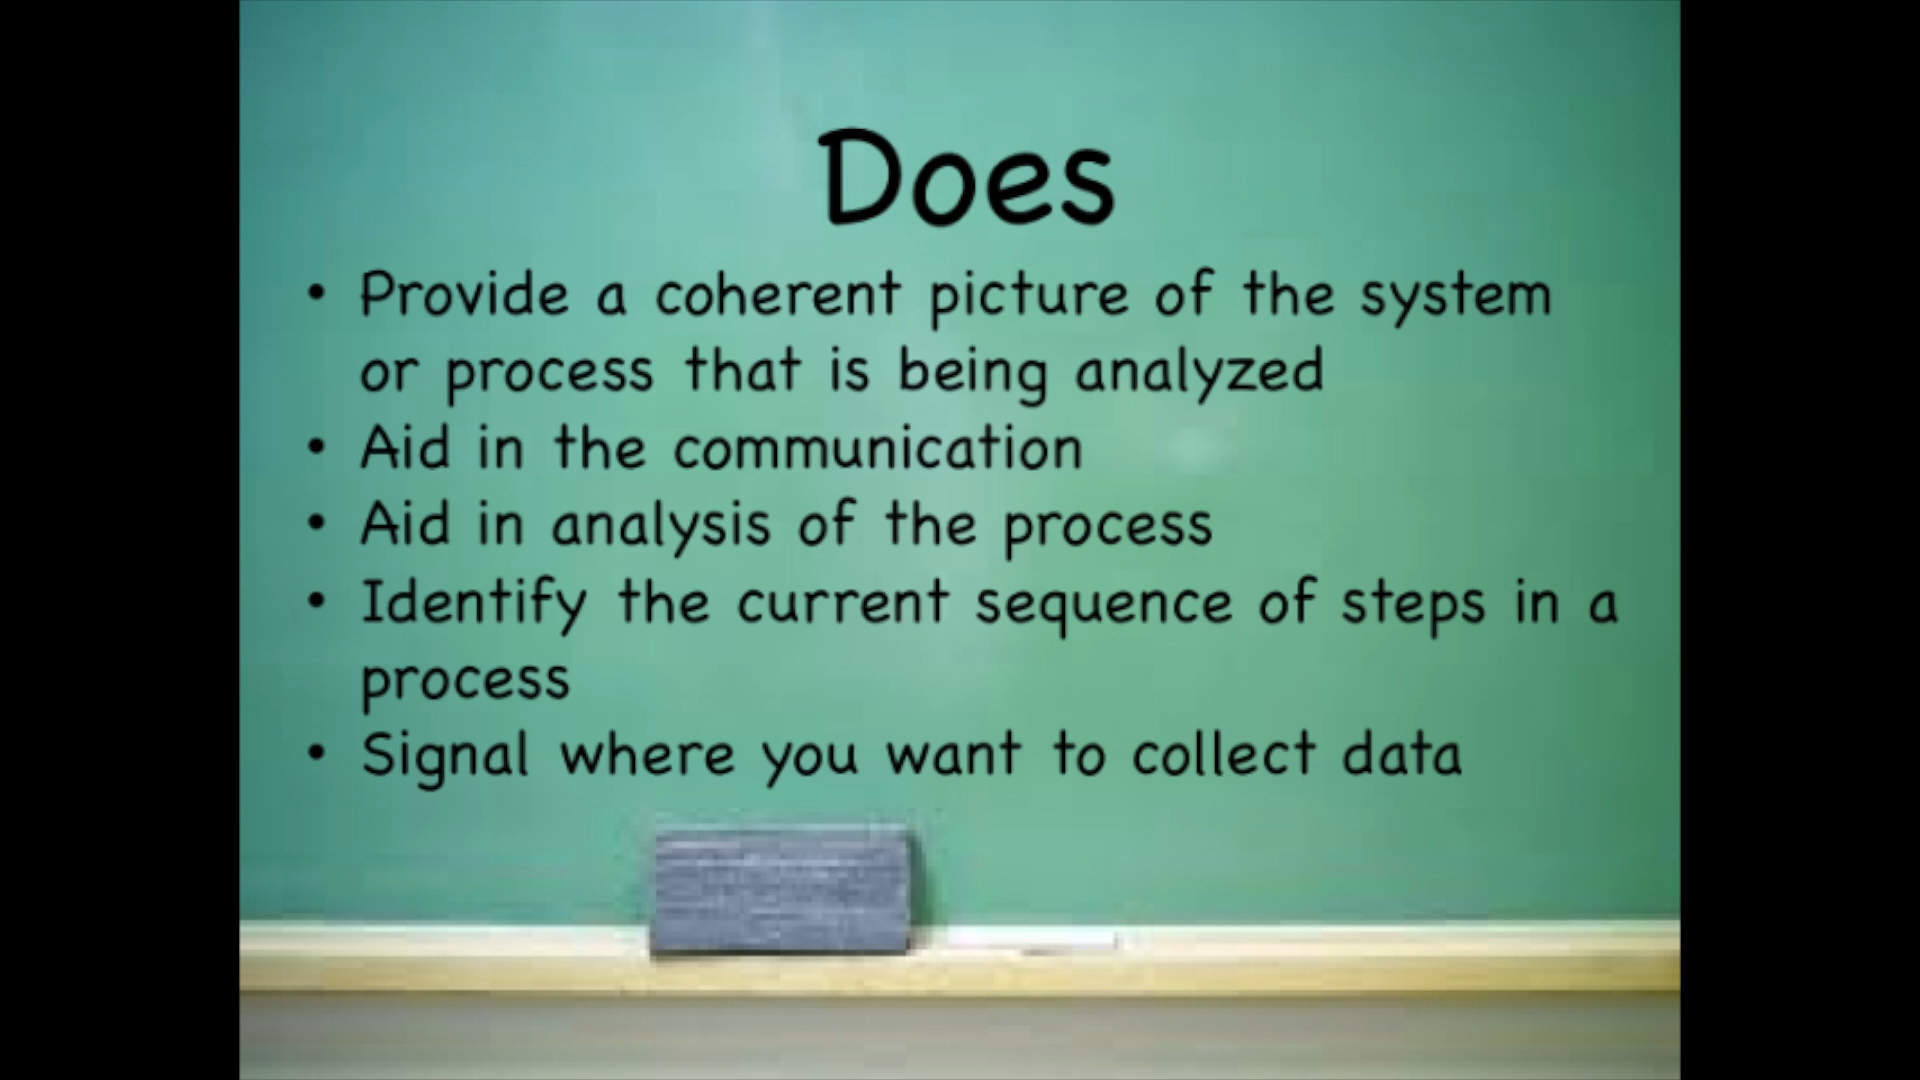 Does
• Provide a coherent picture of the system
or process that is being analyzed
• Aid in the communication
• Aid in analysis of the process
• Identify the current sequence of steps in a
process
• Signal where you want to collect data